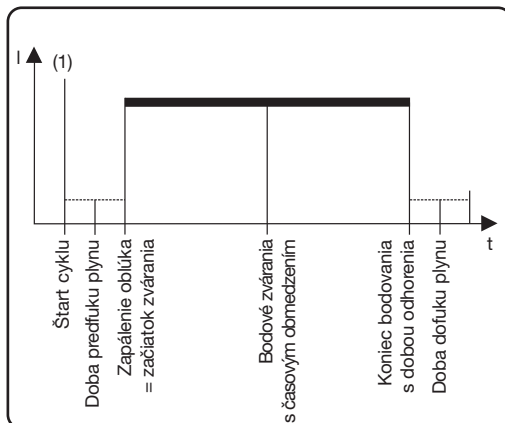 I
(1)
t
Štart cyklu
Doba predfuku plynu
Zapálenie oblúka
= začiatok zvárania
Bodové zvárania
s časovým obmedzením
Koniec bodovania
s dobou odhorenia
Doba dofuku plynu